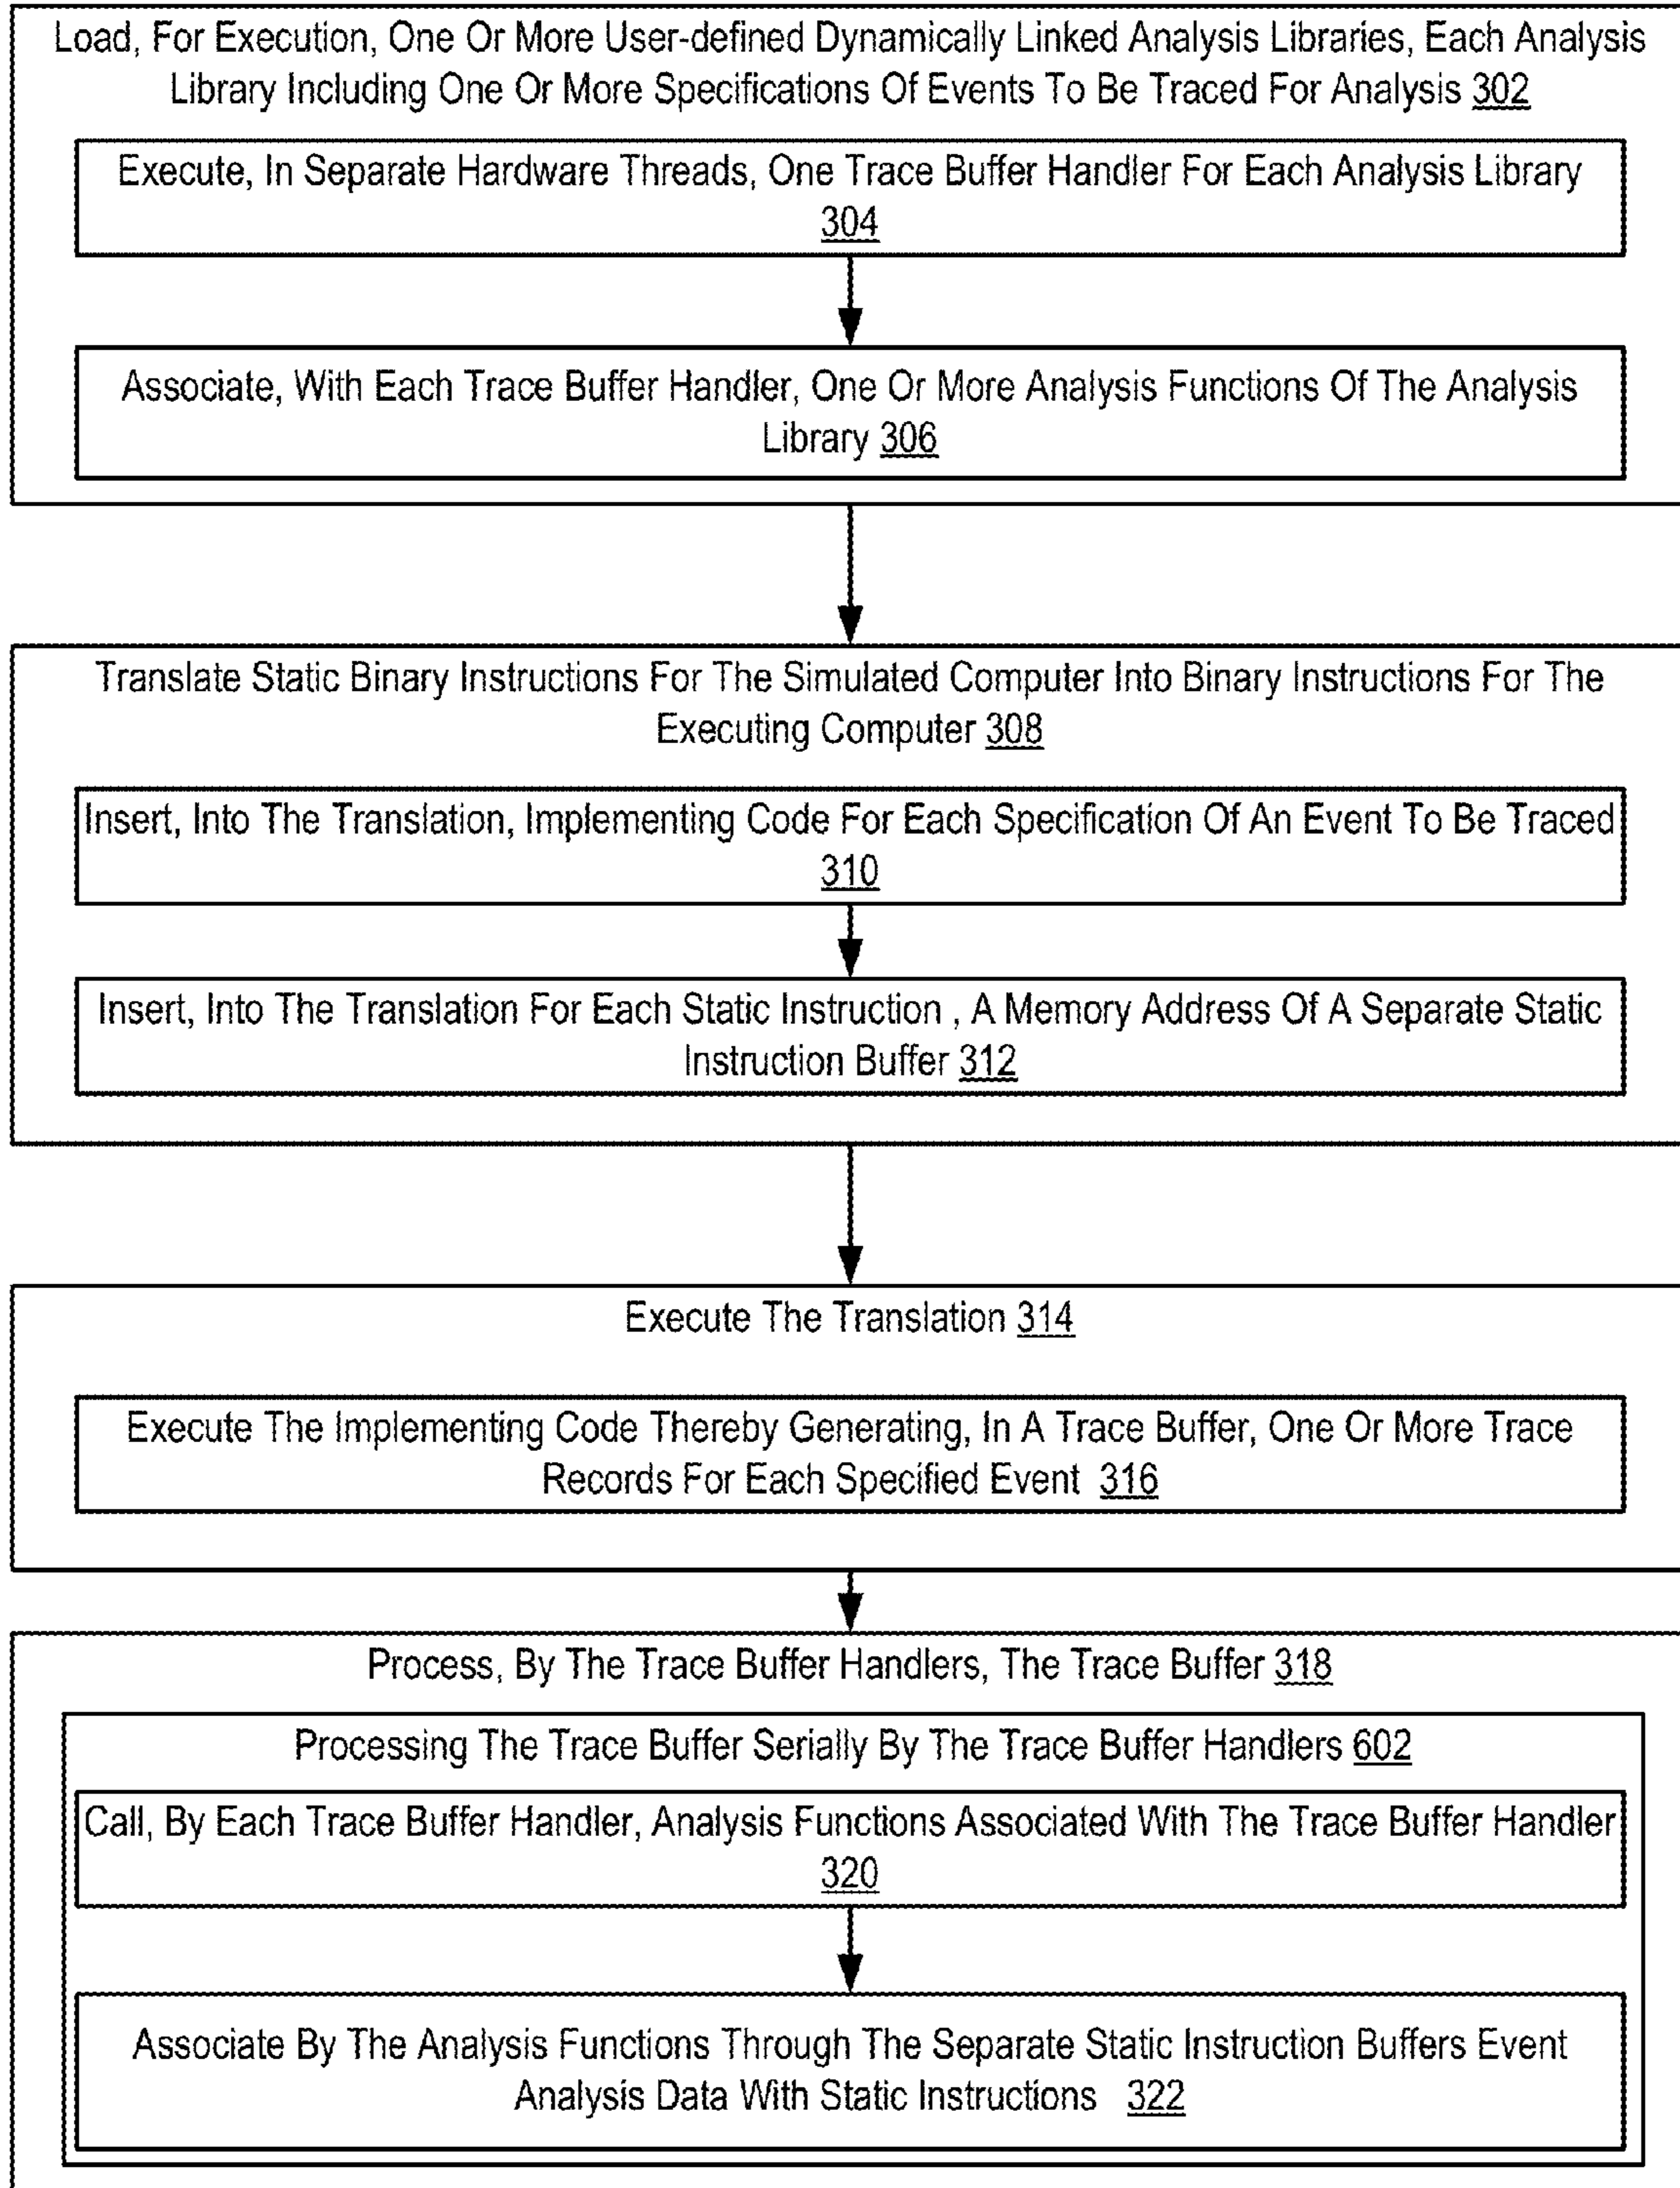 Load, For Execution, One Or More User-defined Dynamically Linked Analysis Libraries, Each Analysis
Library Including One Or More Specifications Of Events To Be Traced For Analysis 302
Execute, In Separate Hardware Threads, One Trace Buffer Handler For Each Analysis Library
304
Associate, With Each Trace Buffer Handler, One Or More Analysis Functions Of The Analysis
Library 306
Translate Static Binary Instructions For The Simulated Computer Into Binary Instructions For The
Executing Computer 308
Insert, Into The Translation, Implementing Code For Each Specification Of An Event To Be Traced
310
Insert, Into The Translation For Each Static Instruction , A Memory Address Of A Separate Static
Instruction Buffer 312
Execute The Translation 314
Execute The Implementing Code Thereby Generating, In A Trace Buffer, One Or More Trace
Records For Each Specified Event 316
Process, By The Trace Buffer Handlers, The Trace Buffer 318
Processing The Trace Buffer Serially By The Trace Buffer Handlers 602
Call, By Each Trace Buffer Handler, Analysis Functions Associated With The Trace Buffer Handler
320
Associate By The Analysis Functions Through The Separate Static Instruction Buffers Event
Analysis Data With Static Instructions 322